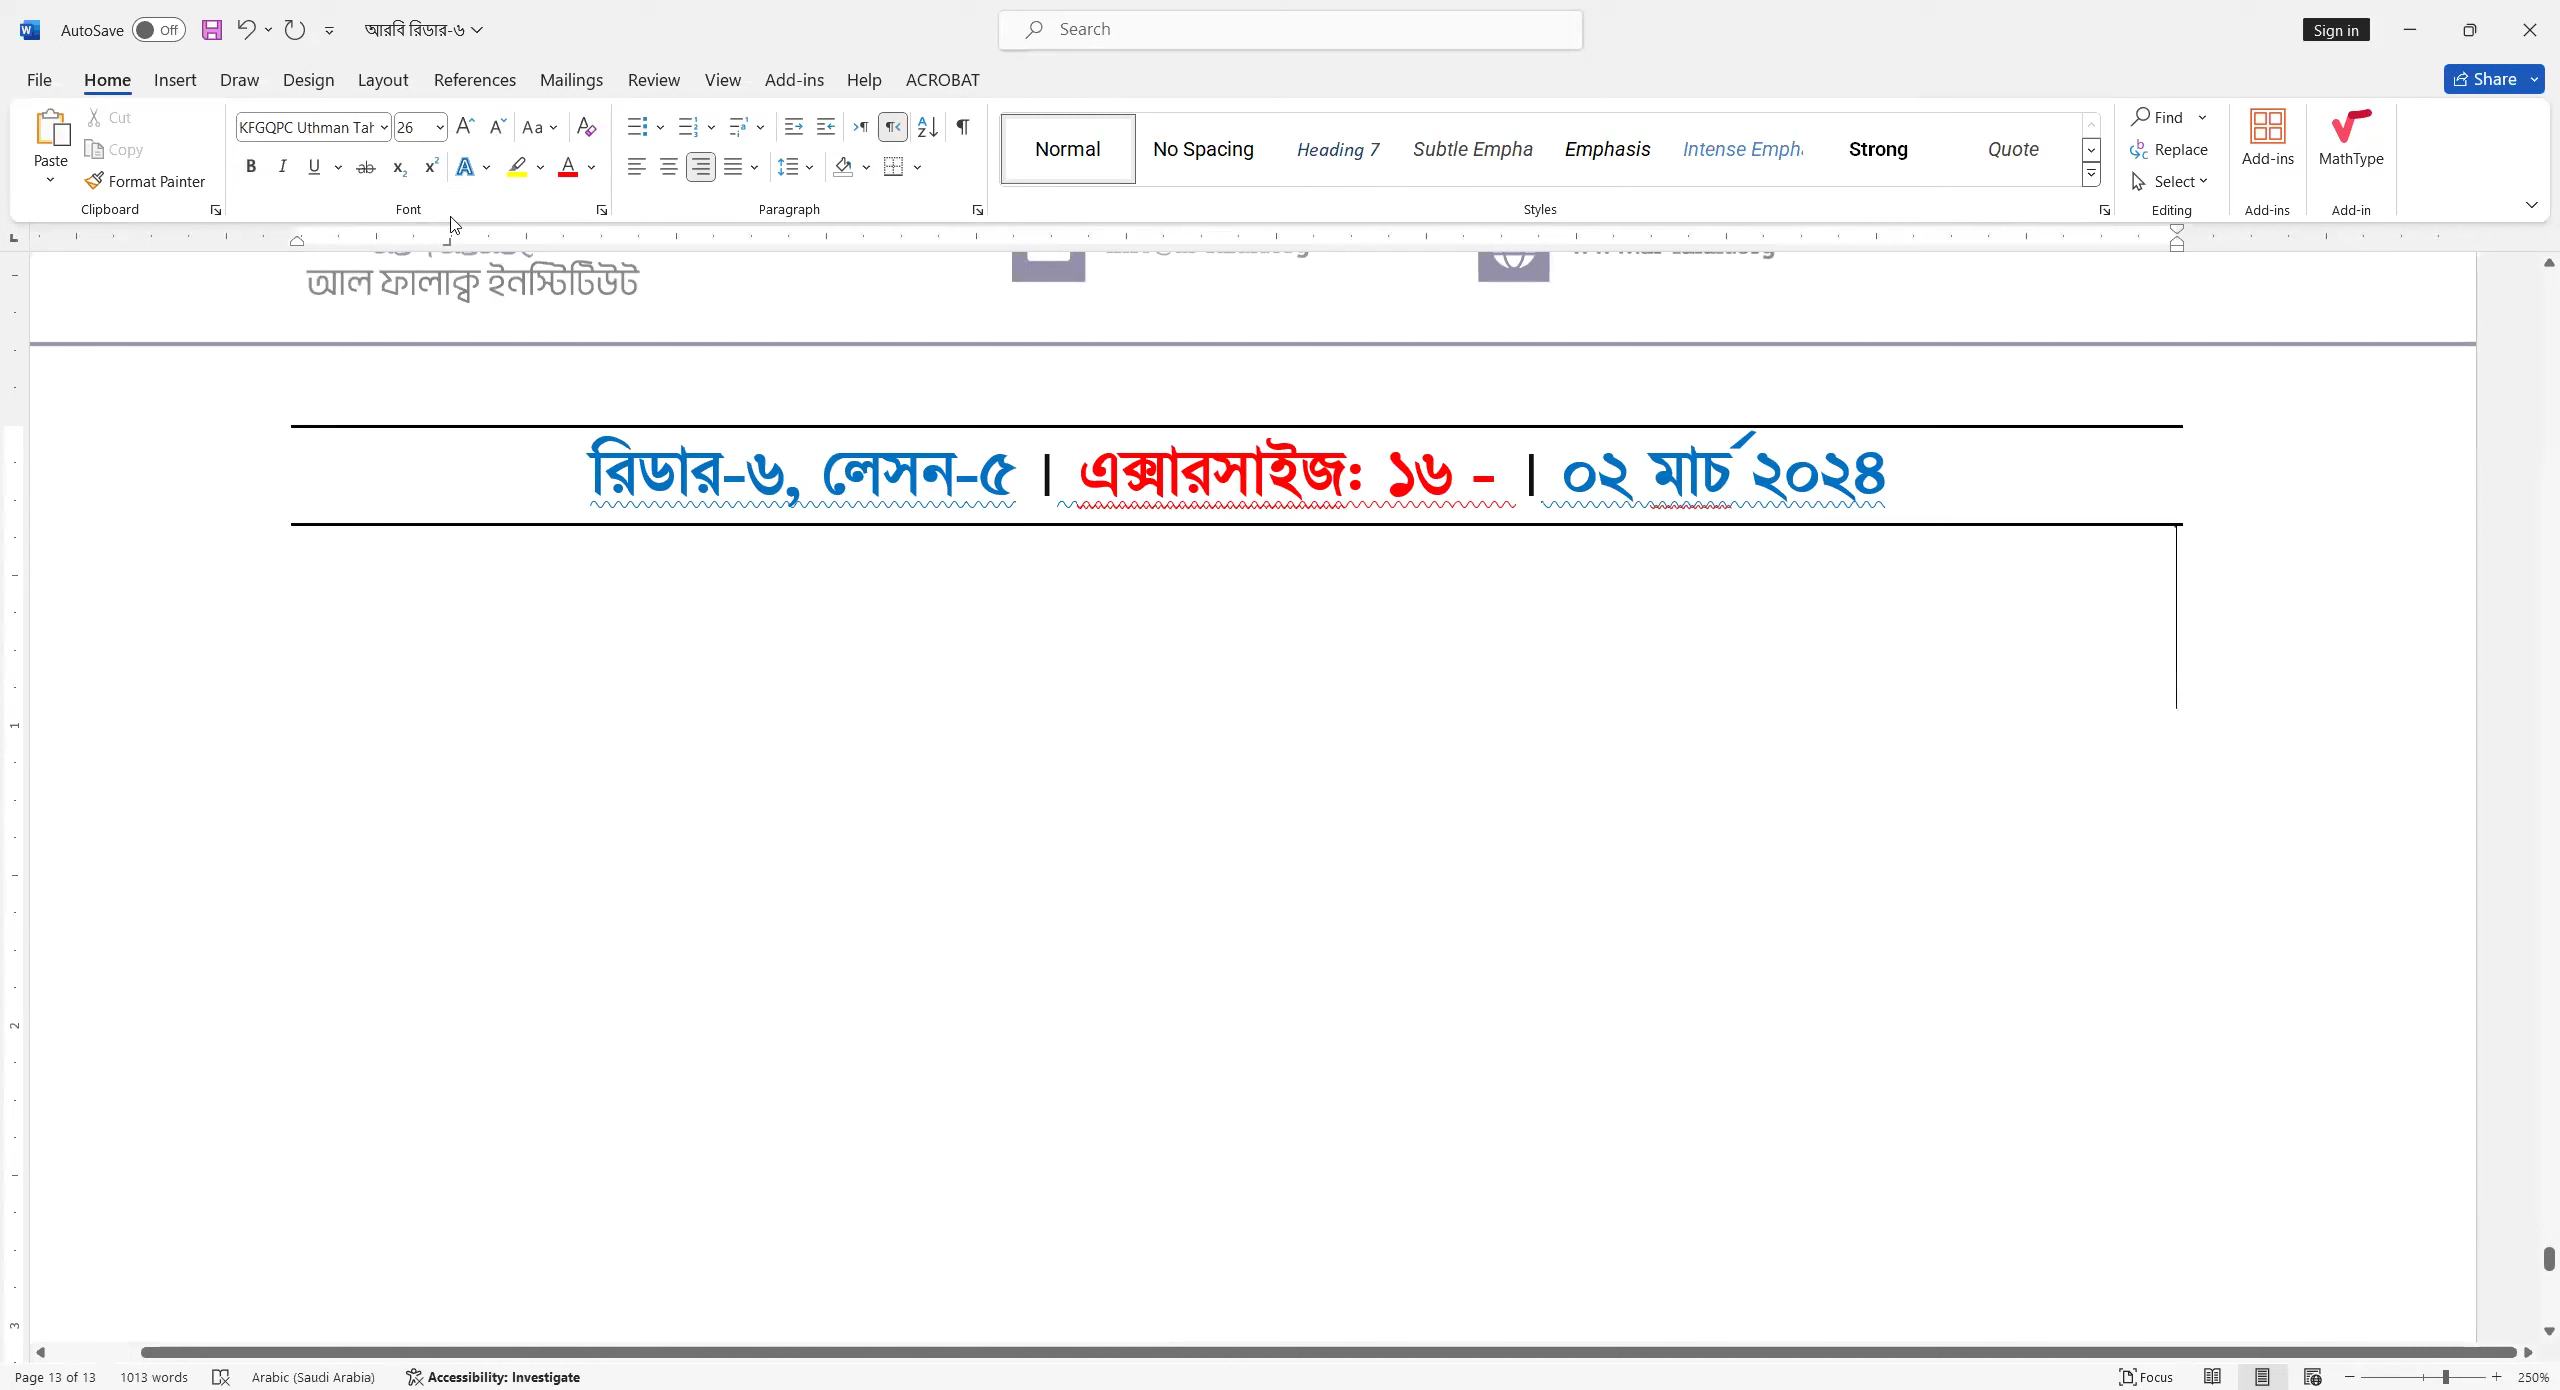 AutoSave Off আরবি রিডার-৬ Search Sign in
File Home Insert Draw Design Layout References Mailings Review View Add-ins Help ACROBAT Share
Paste Cut Copy Format Painter Clipboard
KFGQPC Uthman Tah 26 Font
Paragraph
Normal No Spacing Heading 7 Subtle Empha Emphasis Intense Emph Strong Quote Styles
Find Replace Select Editing
Add-ins Add-ins
MathType Add-in
আল ফালাক্ব ইনস্টিটিউট
রিডার-৬, লেসন-৫ | এক্সারসাইজ: ১৬ - | ০২ মার্চ ২০২৪
1
2
3
Page 13 of 13 1013 words Arabic (Saudi Arabia) Accessibility: Investigate Focus 250%